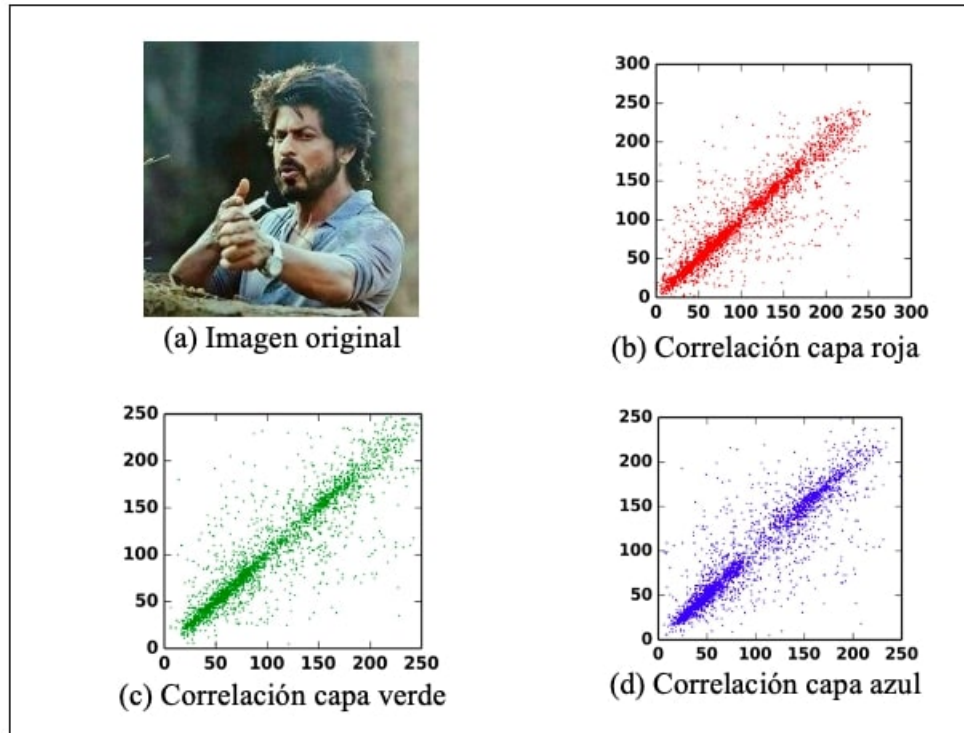 (a) Imagen original
300
250
200
150
100
50
0
0 50 100 150 200 250 300
(b) Correlación capa roja
250
200
150
100
50
0
0 50 100 150 200 250
(c) Correlación capa verde
250
200
150
100
50
0
0 50 100 150 200 250
(d) Correlación capa azul